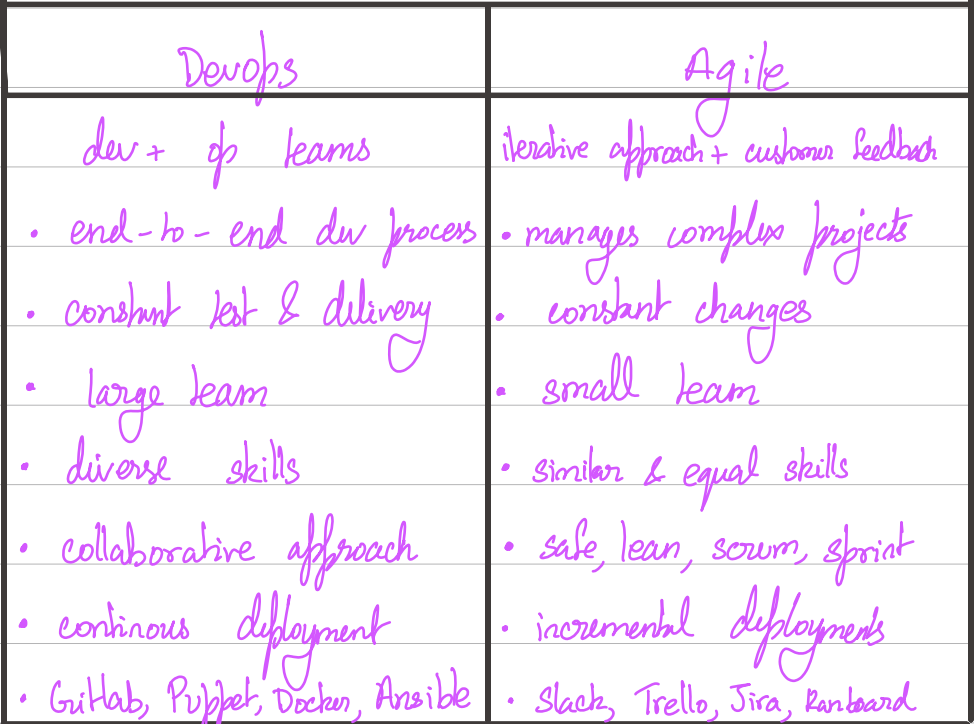 Devops
Agile
dev + op teams
iterative approach + customer feedback
• end-to-end dev process
• manages complex projects
• constant test & delivery
• constant changes
• large team
• small team
• diverse skills
• similar & equal skills
• collaborative approach
• safe, lean, scrum, sprint
• continous deployment
• incremental deployments
• GitLab, Puppet, Docker, Ansible
• Slack, Trello, Jira, Kanboard